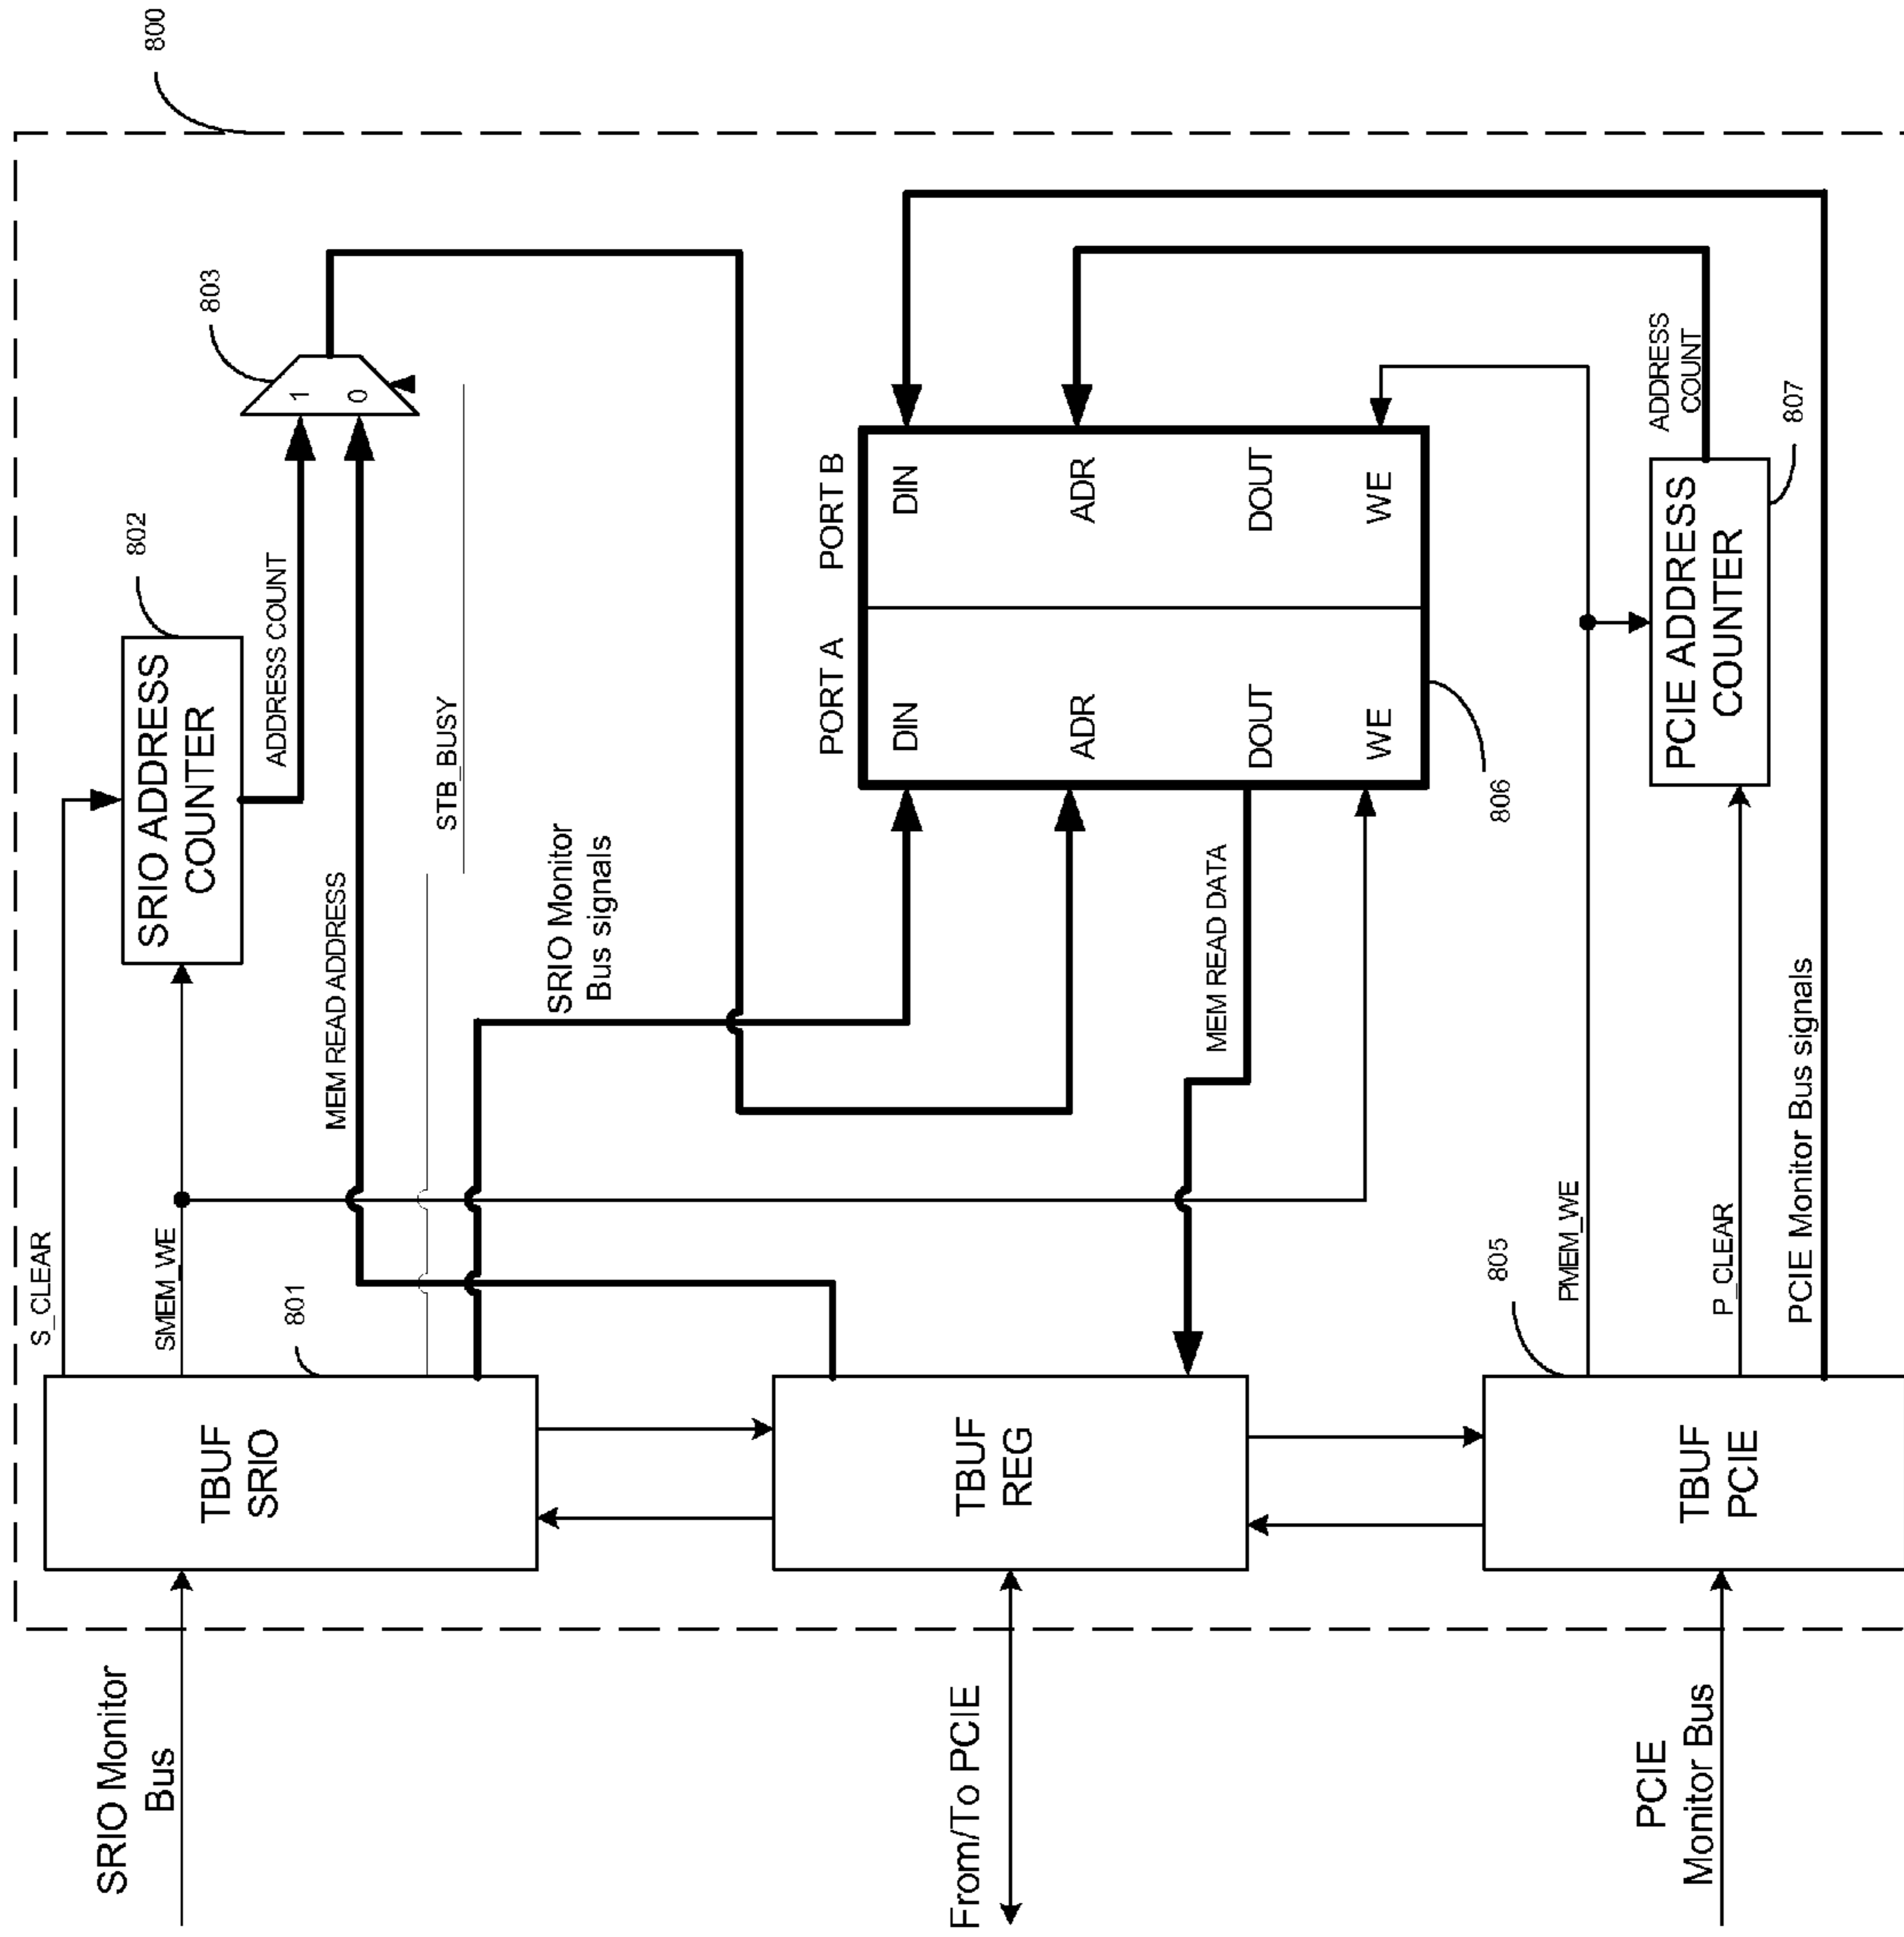 800
SRIO Monitor
Bus
S_CLEAR
SMEM_WE
801
TBUF
SRIO
SRIO ADDRESS
COUNTER
802
ADDRESS COUNT
MEM READ ADDRESS
STB_BUSY
803
1
0
SRIO Monitor
Bus signals
From/To PCIE
TBUF
REG
MEM READ DATA
PORT A
PORT B
DIN
DIN
ADR
ADR
DOUT
DOUT
WE
WE
806
PCIE
Monitor Bus
805
TBUF
PCIE
PMEM_WE
P_CLEAR
PCIE Monitor Bus signals
PCIE ADDRESS
COUNTER
807
ADDRESS
COUNT